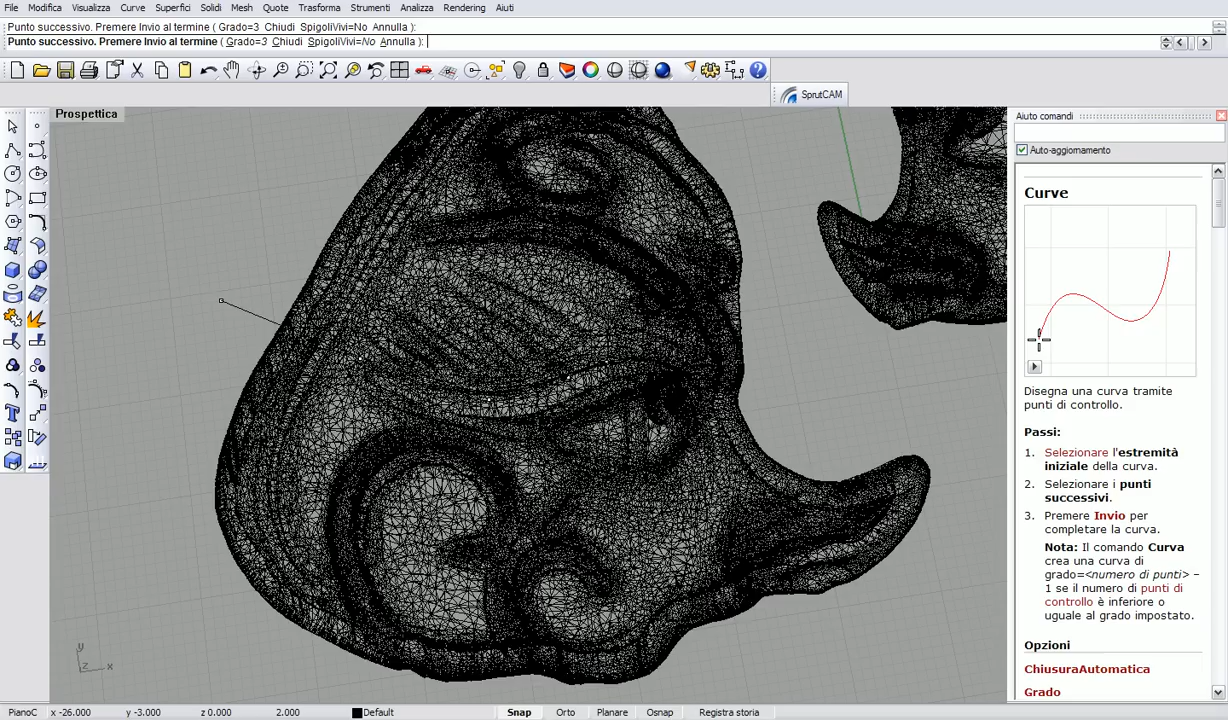 File Modifica Visualizza Curve Superfici Solidi Mesh Quote Trasforma Strumenti Analizza Rendering Aiuti
Punto successivo. Premere Invio al termine ( Grado=3 Chiudi SpigoliVivi=No Annulla ):
Punto successivo. Premere Invio al termine ( Grado=3 Chiudi SpigoliVivi=No Annulla ):
SprutCAM
Prospettica
Aiuto comandi
Auto-aggiornamento
Curve
Disegna una curva tramite
punti di controllo.
Passi:
1. Selezionare l'estremità
iniziale della curva.
2. Selezionare i punti
successivi.
3. Premere Invio per
completare la curva.
Nota: Il comando Curva
crea una curva di
grado=<numero di punti> -
1 se il numero di punti di
controllo è inferiore o
uguale al grado impostato.
Opzioni
ChiusuraAutomatica
Grado
y
z x
PianoC x -26.000 y -3.000 z 0.000 2.000 Default Snap Orto Planare Osnap Registra storia